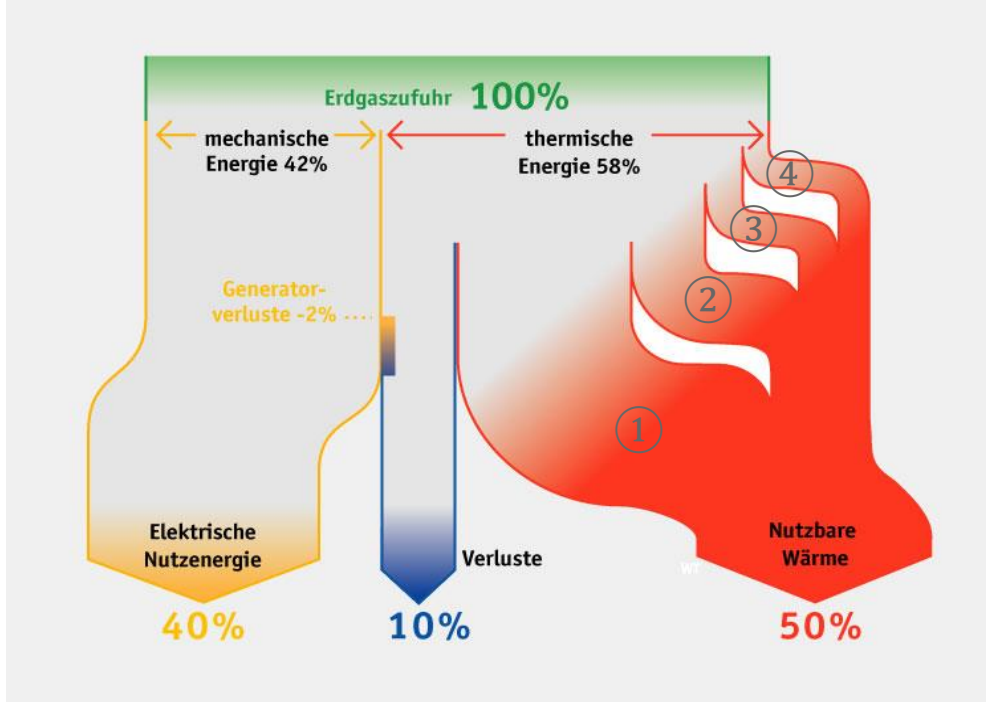 Erdgaszufuhr 100%
mechanische
Energie 42%
thermische
Energie 58%
④
③
②
①
Generator-
verluste -2%
Elektrische
Nutzenergie
Verluste
Nutzbare
Wärme
WT
40%
10%
50%